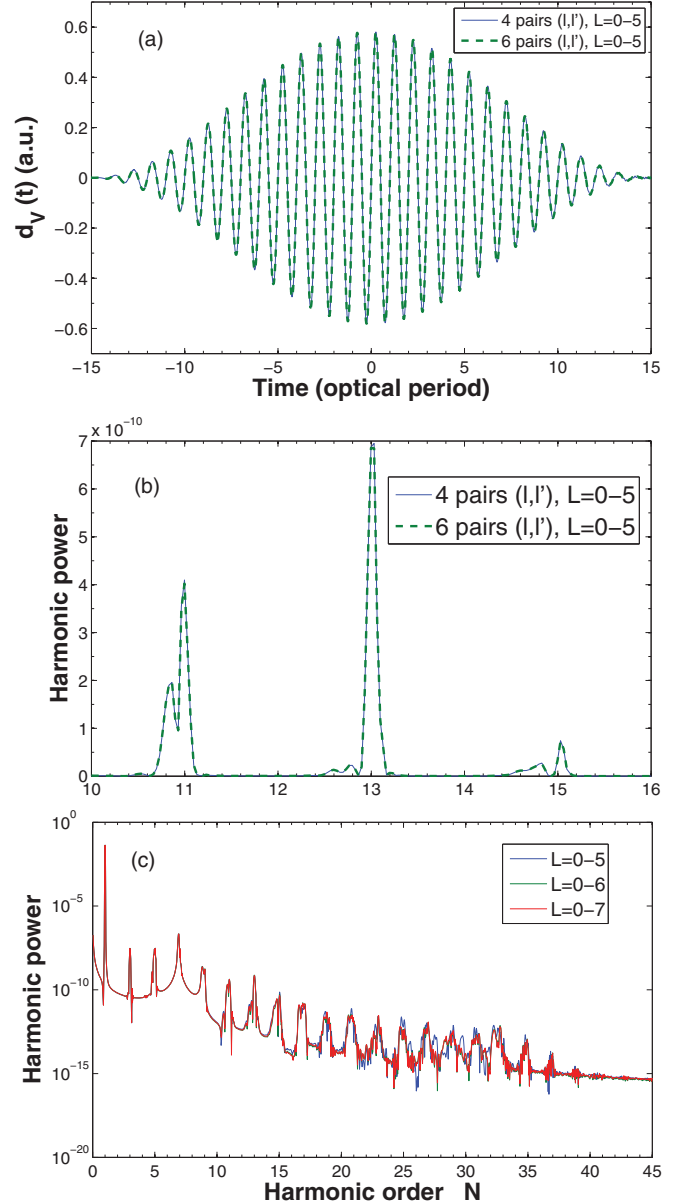 (a)
4 pairs (l,l'), L=0−5
6 pairs (l,l'), L=0−5
0.6
0.4
0.2
0
−0.2
−0.4
−0.6
d_V (t) (a.u.)
−15 −10 −5 0 5 10 15
Time (optical period)
7 x 10^−10
(b)
4 pairs (l,l'), L=0−5
6 pairs (l,l'), L=0−5
6
5
4
3
2
1
0
Harmonic power
10 11 12 13 14 15 16
(c)
L=0−5
L=0−6
L=0−7
10^0
10^−5
10^−10
10^−15
10^−20
Harmonic power
0 5 10 15 20 25 30 35 40 45
Harmonic order N